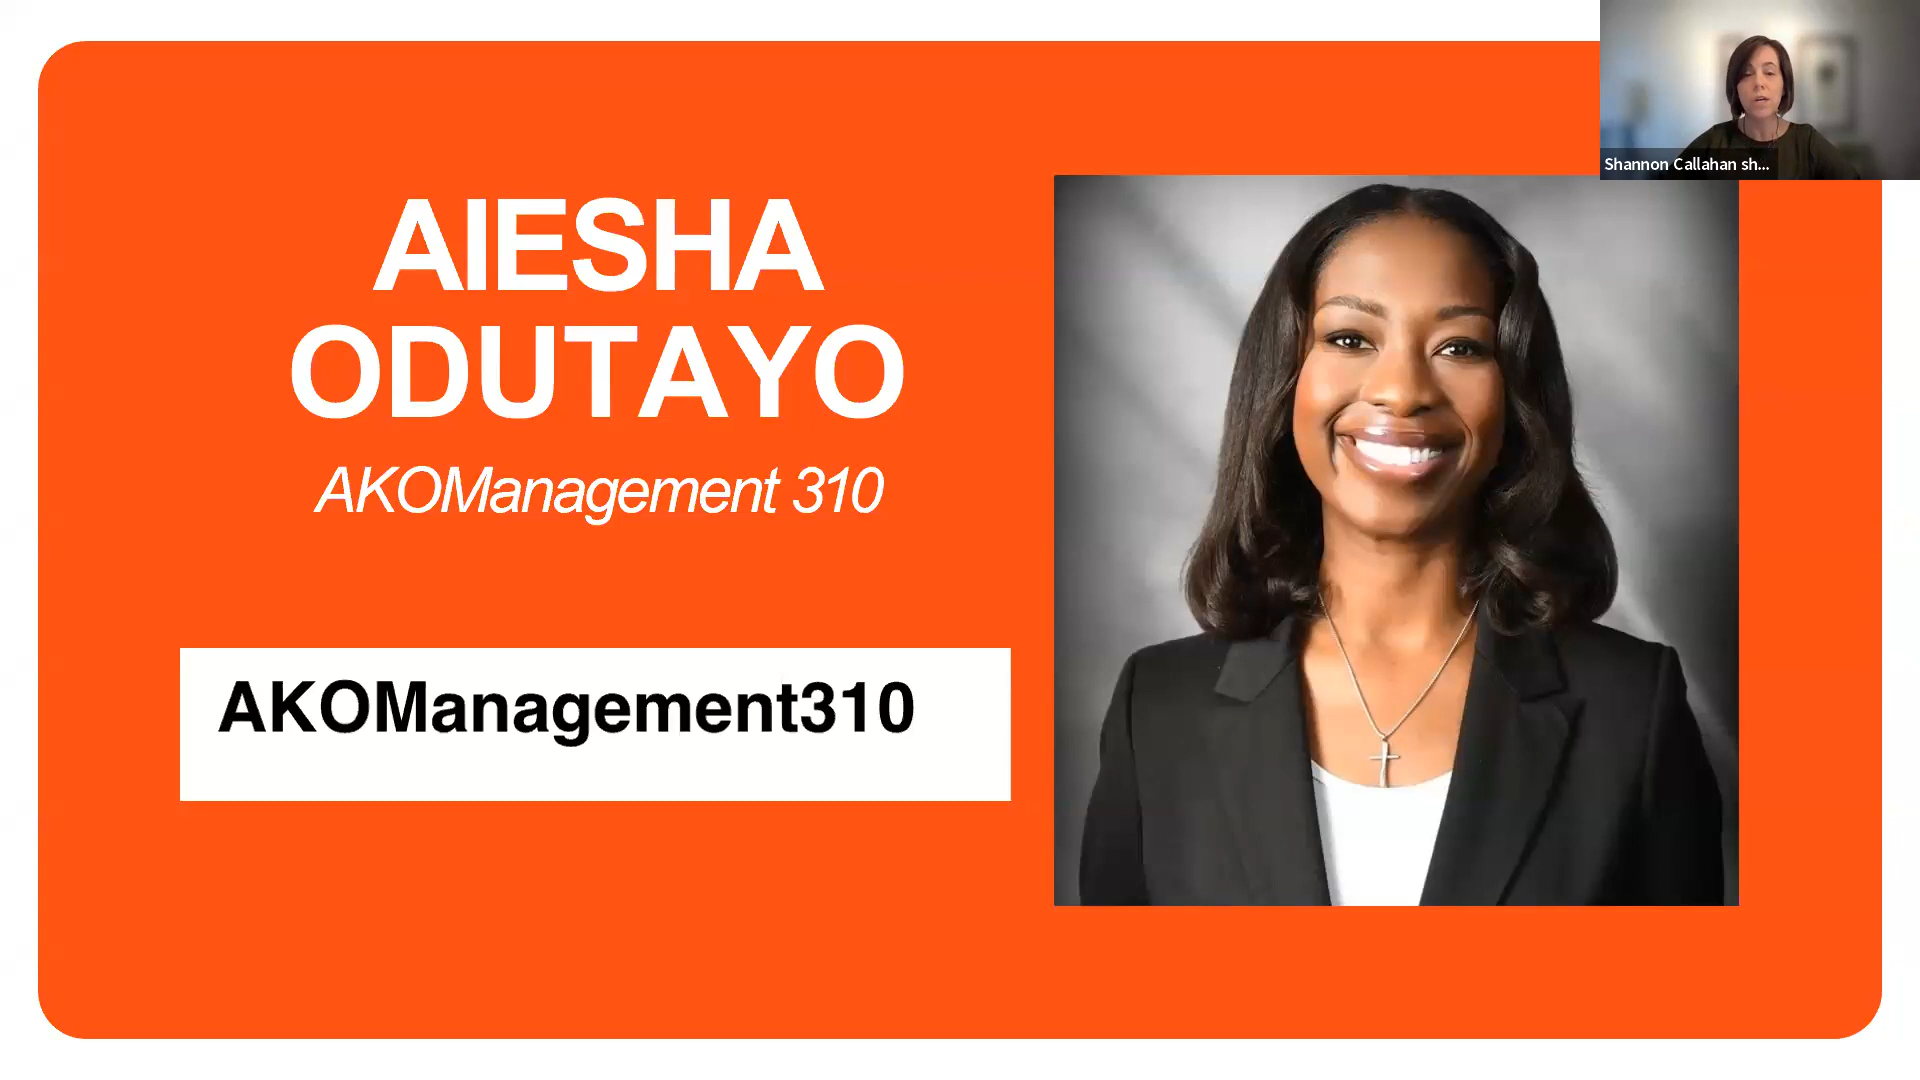 AIESHA
ODUTAYO
AKOManagement 310
AKOManagement310
Shannon Callahan sh...